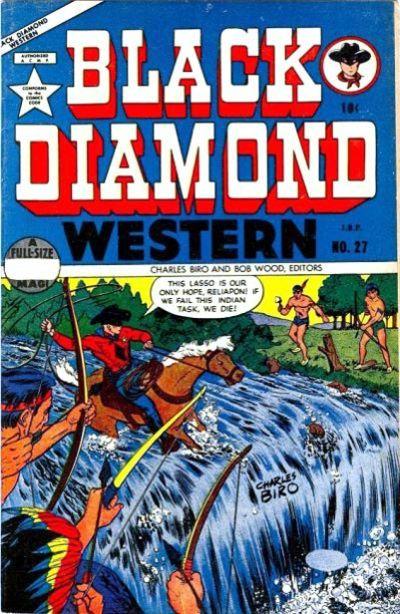 BLACK DIAMOND
WESTERN
AUTHORIZED
A.C.M.P.
CONFORMS
to the
COMICS
CODE
BLACK
DIAMOND
WESTERN
10¢
NO. 27
A
FULL-SIZE
MAG!
CHARLES BIRO AND BOB WOOD, EDITORS
THIS LASSO IS OUR
ONLY HOPE, RELIAPON! IF
WE FAIL THIS INDIAN
TASK, WE DIE!
CHARLES
BIRO